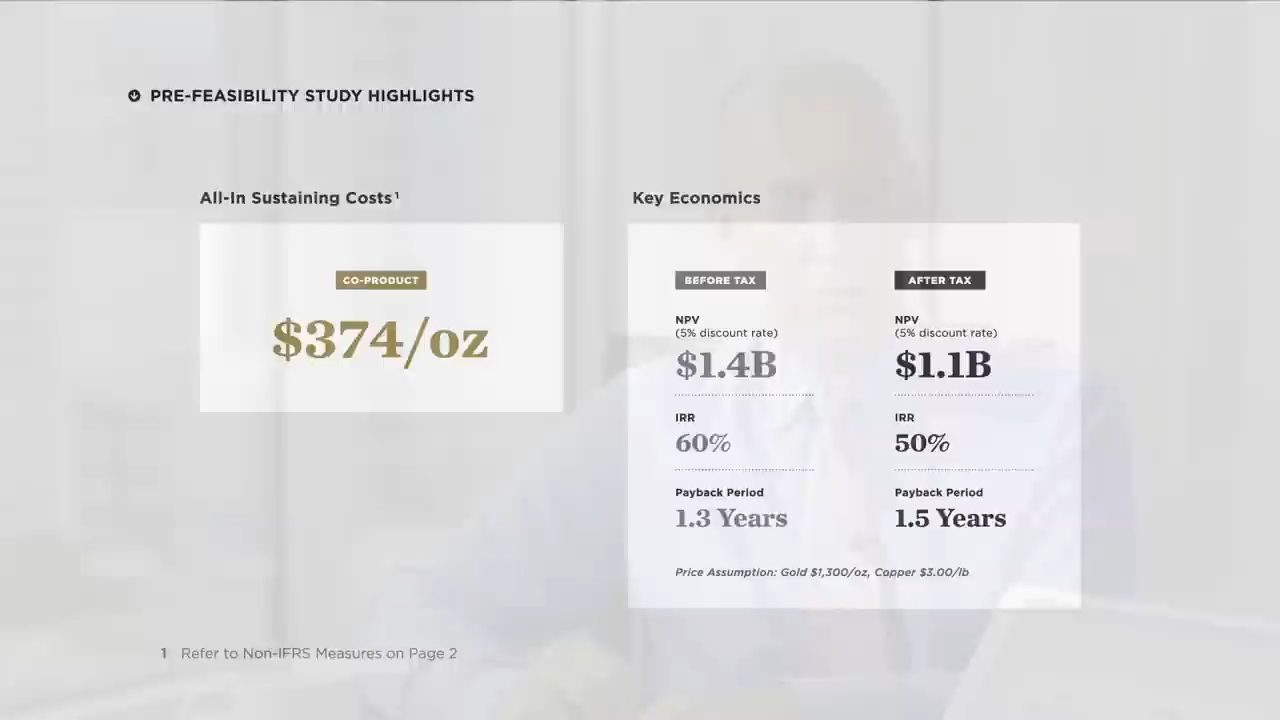 PRE-FEASIBILITY STUDY HIGHLIGHTS
All-In Sustaining Costs¹
CO-PRODUCT
$374/oz
Key Economics
BEFORE TAX
NPV
(5% discount rate)
$1.4B
IRR
60%
Payback Period
1.3 Years
AFTER TAX
NPV
(5% discount rate)
$1.1B
IRR
50%
Payback Period
1.5 Years
Price Assumption: Gold $1,300/oz, Copper $3.00/lb
1 Refer to Non-IFRS Measures on Page 2